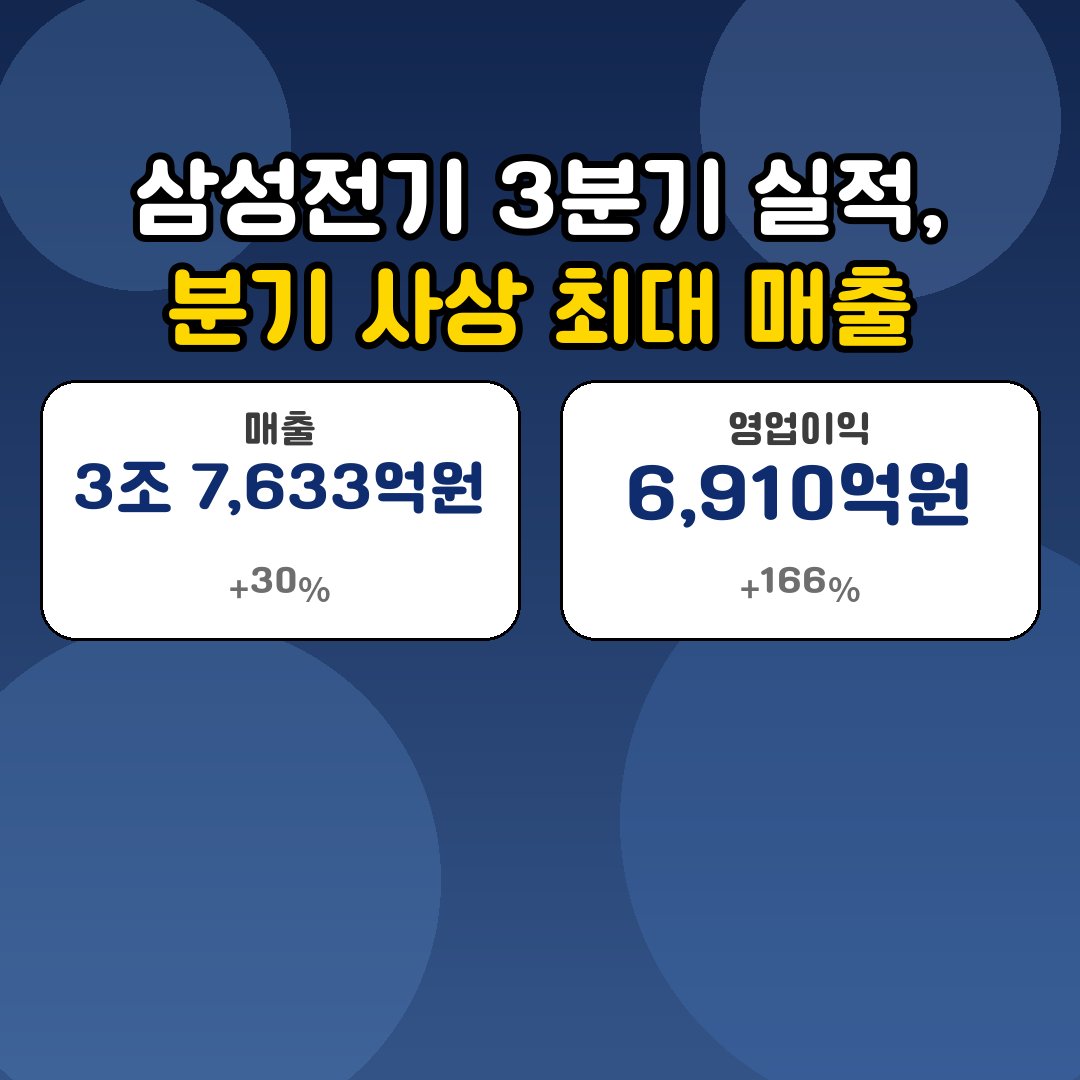 삼성전기 3분기 실적,
분기 사상 최대 매출
매출
3조 7,633억원
+30%
영업이익
6,910억원
+166%